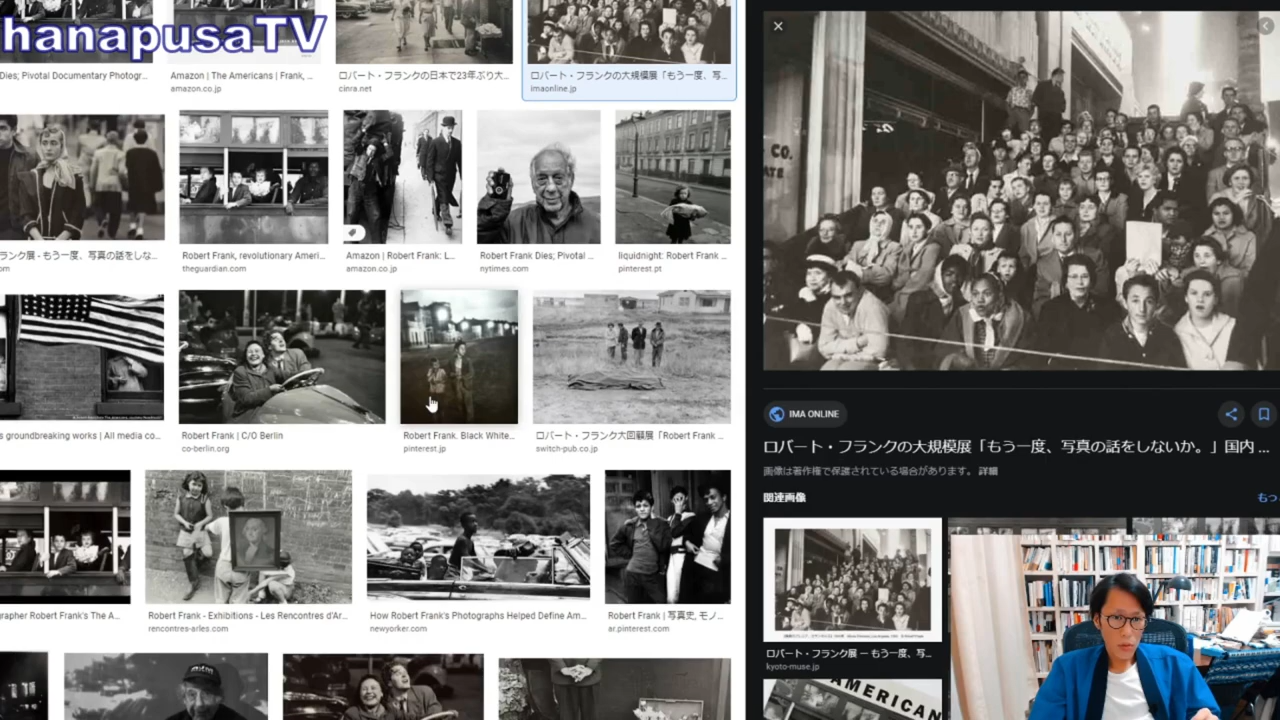 hanapusaTV
Dies; Pivotal Documentary Photogr...
Amazon | The Americans | Frank, ...
amazon.co.jp
ロバート・フランクの日本で23年ぶり大...
cinra.net
ロバート・フランクの大規模展「もう一度、写...
imaonline.jp
CO.
ランク展 - もう一度、写真の話をしな...
om
Robert Frank, revolutionary Ameri...
theguardian.com
Amazon | Robert Frank: L...
amazon.co.jp
Robert Frank Dies; Pivotal ...
nytimes.com
liquidnight: Robert Frank ...
pinterest.pt
s groundbreaking works | All media co...
Robert Frank | C/O Berlin
co-berlin.org
Robert Frank. Black White...
pinterest.jp
ロバート・フランク大回顧展「Robert Frank ...
switch-pub.co.jp
grapher Robert Frank's The A...
Robert Frank - Exhibitions - Les Rencontres d'Ar...
rencontres-arles.com
How Robert Frank's Photographs Helped Define Am...
newyorker.com
Robert Frank | 写真史, モノ...
ar.pinterest.com
IMA ONLINE
ロバート・フランクの大規模展「もう一度、写真の話をしないか。」国内 ...
画像は著作権で保護されている場合があります。 詳細
関連画像
もっ
ロバート・フランク展 — もう一度、写...
kyoto-muse.jp
AMERICAN